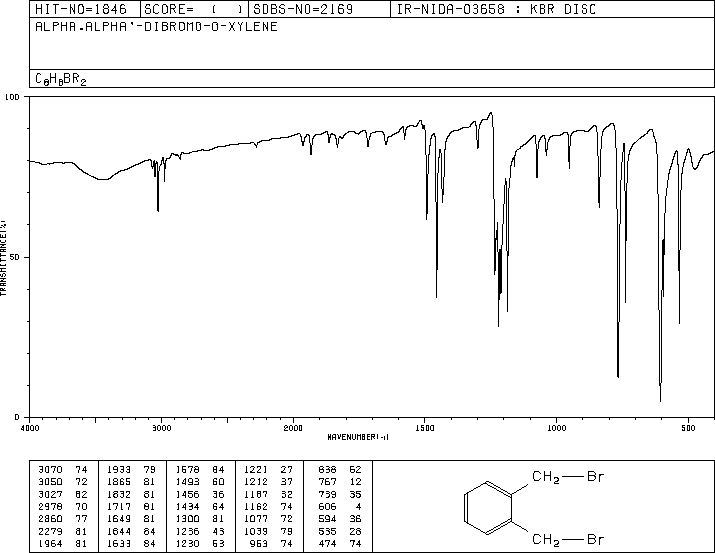 HIT-NO=1846 SCORE= ( ) SDBS-NO=2169 IR-NIDA-03658 : KBR DISC
ALPHA,ALPHA'-DIBROMO-O-XYLENE
C8H8BR2
100
50
0
TRANSMITTANCE(%)
4000 3000 2000 1500 1000 500
WAVENUMBER(-1)
3070 74 1933 79 1578 84 1221 27 838 62
3050 72 1865 81 1493 60 1212 37 767 12
3027 62 1832 81 1456 36 1187 32 739 35
2978 70 1717 81 1434 64 1162 74 606 4
2860 77 1649 81 1300 81 1077 72 594 36
2279 81 1644 84 1236 43 1039 79 535 28
1964 81 1633 84 1230 53 953 74 474 74
CH2—Br
CH2—Br